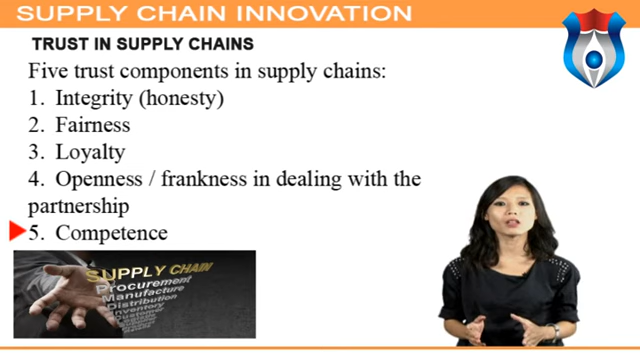 SUPPLY CHAIN INNOVATION
TRUST IN SUPPLY CHAINS
Five trust components in supply chains:
1. Integrity (honesty)
2. Fairness
3. Loyalty
4. Openness / frankness in dealing with the
partnership
5. Competence
SUPPLY CHAIN
Procurement
Manufacture
Distribution
Inventory
Customer